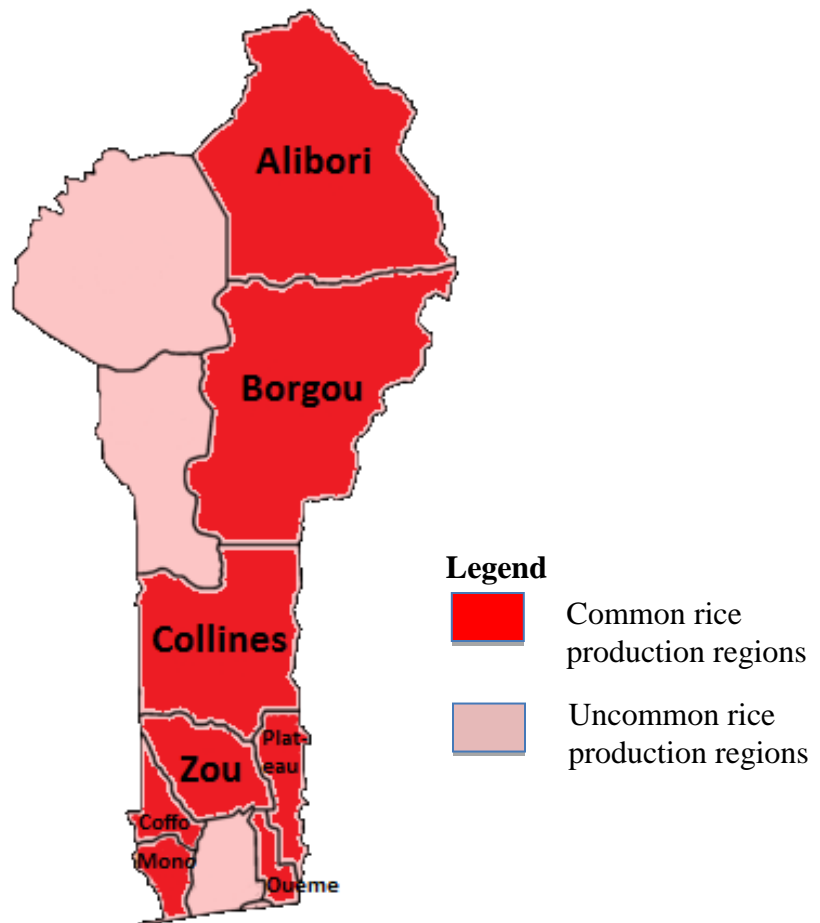 Alibori
Borgou
Legend
Common rice
production regions
Collines
Uncommon rice
production regions
Plat-
eau
Zou
Coffo
Mono
Oueme